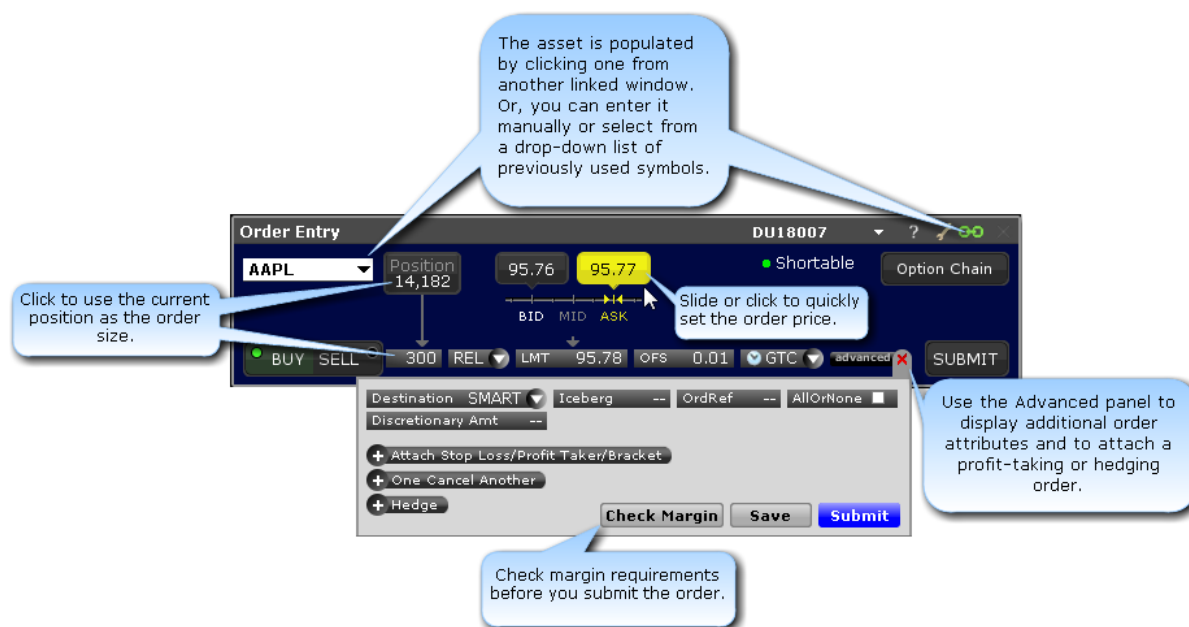 The asset is populated
by clicking one from
another linked window.
Or, you can enter it
manually or select from
a drop-down list of
previously used symbols.
Order Entry
DU18007
?
AAPL
Position
14,182
95.76
95.77
Shortable
Option Chain
Click to use the current
position as the order
size.
BID MID ASK
Slide or click to quickly
set the order price.
BUY SELL
300
REL
LMT 95.78
OFS 0.01
GTC
advanced
SUBMIT
Destination SMART
Iceberg --
OrdRef --
AllOrNone
Discretionary Amt --
Attach Stop Loss/Profit Taker/Bracket
One Cancel Another
Hedge
Check Margin
Save
Submit
Use the Advanced panel to
display additional order
attributes and to attach a
profit-taking or hedging
order.
Check margin requirements
before you submit the order.